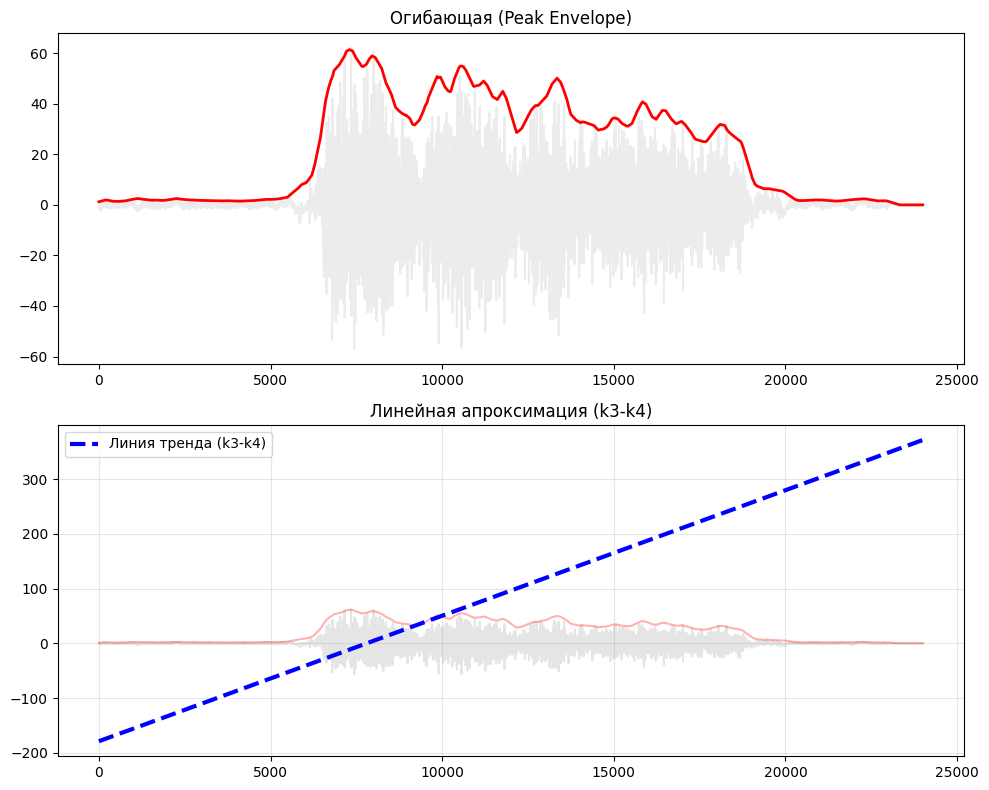 Огибающая (Peak Envelope)
60
40
20
0
−20
−40
−60
0 5000 10000 15000 20000 25000
Линейная апроксимация (k3-k4)
Линия тренда (k3-k4)
300
200
100
0
−100
−200
0 5000 10000 15000 20000 25000